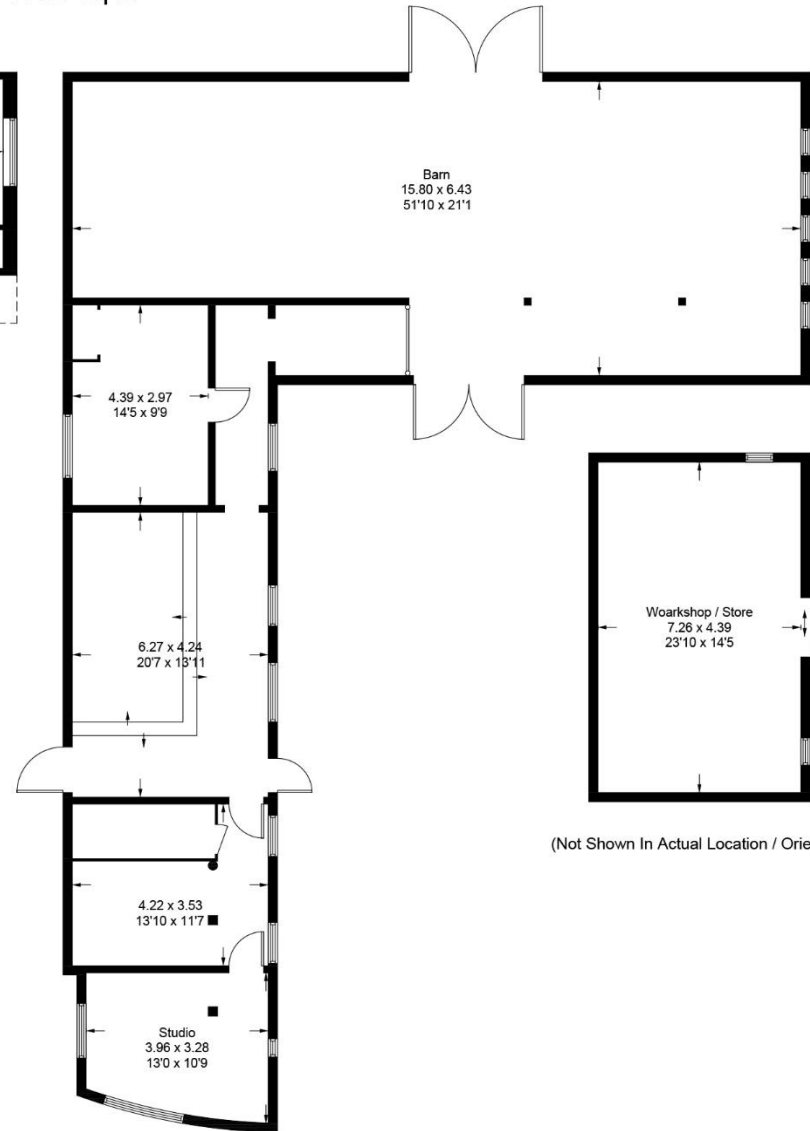 Barn
15.80 x 6.43
51'10 x 21'1
4.39 x 2.97
14'5 x 9'9
6.27 x 4.24
20'7 x 13'11
Woarkshop / Store
7.26 x 4.39
23'10 x 14'5
(Not Shown In Actual Location / Orie
4.22 x 3.53
13'10 x 11'7
Studio
3.96 x 3.28
13'0 x 10'9